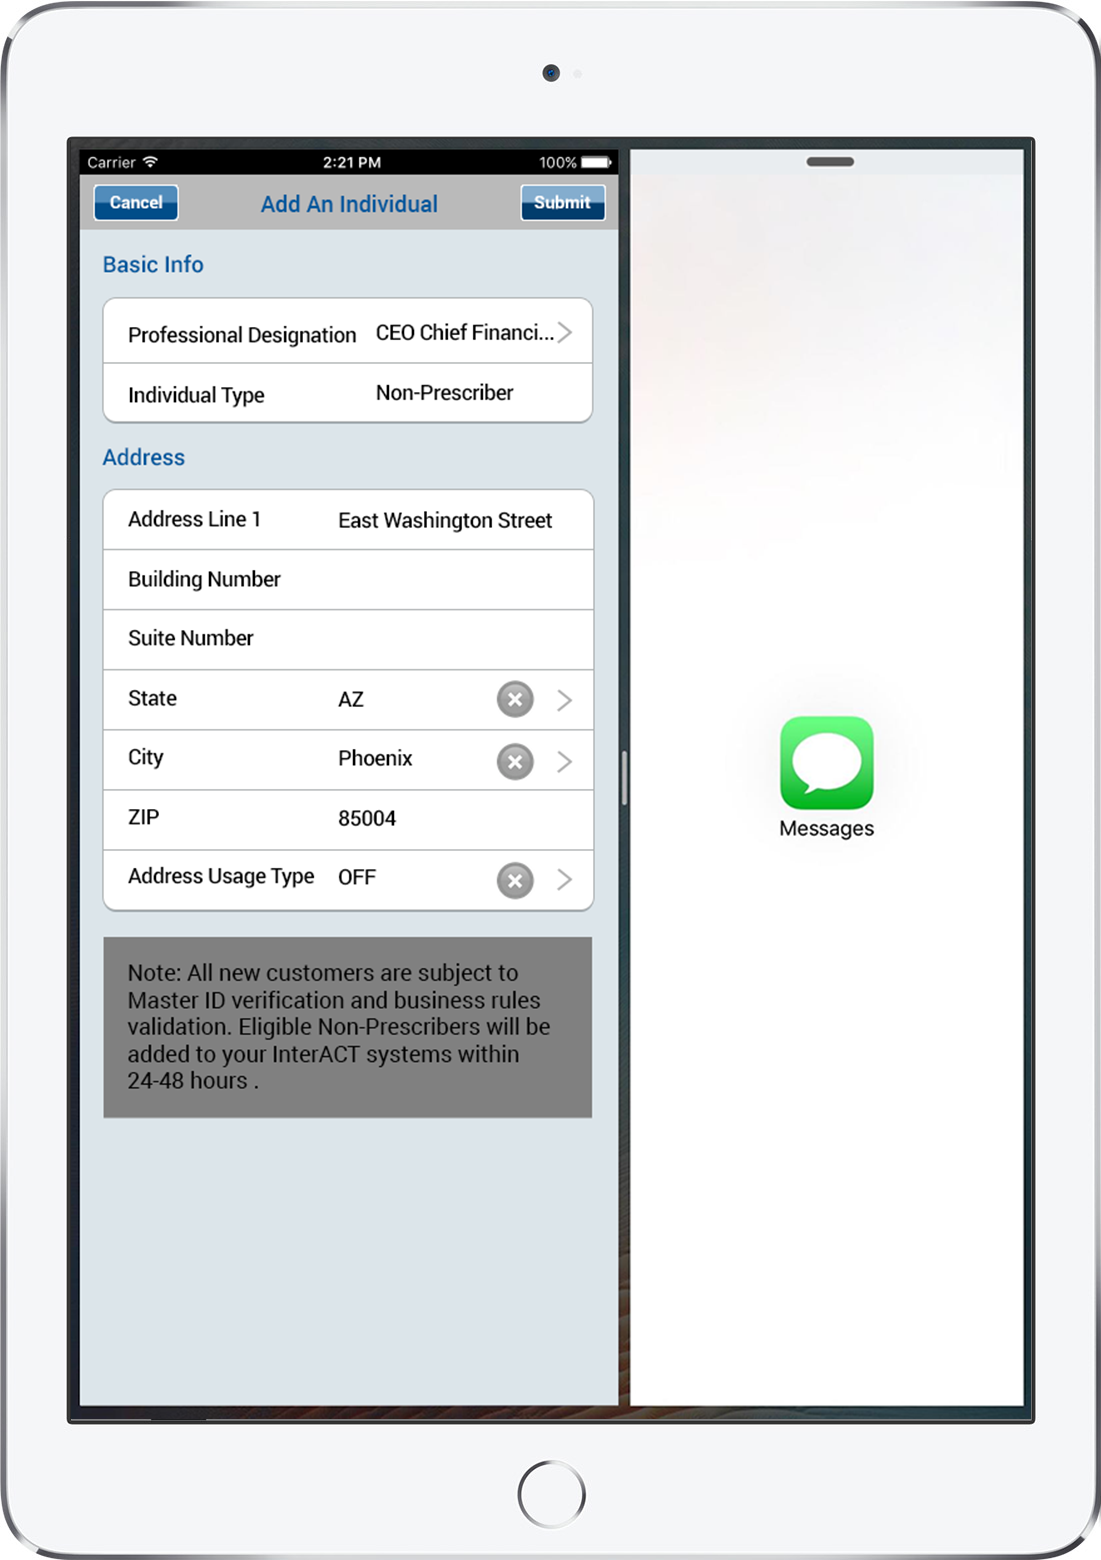 Carrier 2:21 PM 100%
Cancel Add An Individual Submit
Basic Info
Professional Designation CEO Chief Financi...
Individual Type Non-Prescriber
Address
Address Line 1 East Washington Street
Building Number
Suite Number
State AZ
City Phoenix
ZIP 85004
Address Usage Type OFF
Note: All new customers are subject to
Master ID verification and business rules
validation. Eligible Non-Prescribers will be
added to your InterACT systems within
24-48 hours .
Messages